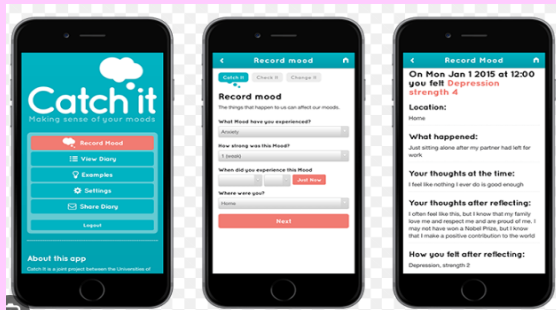 Catch it
Making sense of your moods
Record Mood
View Diary
Examples
Settings
Share Diary
Logout
About this app
Catch It is a joint project between the Universities of
Record mood
Catch It
Check it
Change it
Record mood
The things that happen to us can affect our moods.
What Mood have you experienced?
Anxiety
How strong was this Mood?
1 (weak)
When did you experience this Mood
Just Now
Where were you?
Home
Next
Record Mood
On Mon Jan 1 2015 at 12:00
you felt Depression
strength 4
Location:
Home
What happened:
Just sitting alone after my partner had left for
work
Your thoughts at the time:
I feel like nothing I ever do is good enough
Your thoughts after reflecting:
I often feel like this, but I know that my family
love me and respect me and are proud of me. I
may not have won a Nobel Prize, but I know
that I make a positive contribution to the world
How you felt after reflecting:
Depression, strength 2